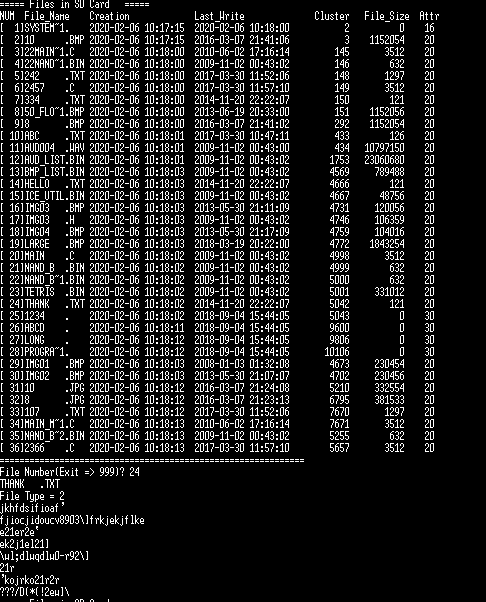 ===== Files in SD Card =====
NUM File_Name Creation Last_Write Cluster File_Size Attr
[ 1]SYSTEM~1. 2020-02-06 10:17:15 2020-02-06 10:18:00 2 0 16
[ 2]10 .BMP 2020-02-06 10:17:15 2016-03-07 21:41:06 3 1152054 20
[ 3]22MAIN~1.C 2020-02-06 10:18:00 2010-06-02 17:16:14 145 3512 20
[ 4]22NAND~1.BIN 2020-02-06 10:18:00 2009-11-02 00:43:02 146 632 20
[ 5]242 .TXT 2020-02-06 10:18:00 2017-03-30 11:52:06 148 1297 20
[ 6]2457 .C 2020-02-06 10:18:00 2017-03-30 11:57:10 149 3512 20
[ 7]334 .TXT 2020-02-06 10:18:00 2014-11-20 22:22:07 150 121 20
[ 8]50_FLO~1.BMP 2020-02-06 10:18:00 2013-06-19 20:33:00 151 1152056 20
[ 9]8 .BMP 2020-02-06 10:18:00 2016-03-07 21:41:02 292 1152054 20
[ 10]ABC .TXT 2020-02-06 10:18:01 2017-03-30 10:47:11 433 126 20
[ 11]AUDO04 .WAV 2020-02-06 10:18:01 2009-11-02 00:43:00 434 10797150 20
[ 12]AUD_LIST.BIN 2020-02-06 10:18:01 2009-11-02 00:43:02 1753 23060680 20
[ 13]BMP_LIST.BIN 2020-02-06 10:18:03 2009-11-02 00:43:02 4569 789488 20
[ 14]HELLO .TXT 2020-02-06 10:18:03 2014-11-20 22:22:07 4666 121 20
[ 15]ICE_UTIL.BIN 2020-02-06 10:18:03 2009-11-02 00:43:02 4667 48756 20
[ 16]IMG03 .BMP 2020-02-06 10:18:03 2013-05-30 21:11:09 4731 120056 20
[ 17]IMG03 .H 2020-02-06 10:18:03 2009-11-02 00:43:02 4746 106359 20
[ 18]IMG04 .BMP 2020-02-06 10:18:03 2013-05-30 21:17:09 4759 104016 20
[ 19]LARGE .BMP 2020-02-06 10:18:03 2018-03-19 20:22:00 4772 1843254 20
[ 20]MAIN .C 2020-02-06 10:18:03 2009-11-02 00:43:02 4998 3512 20
[ 21]NAND_B .BIN 2020-02-06 10:18:03 2009-11-02 00:43:02 4999 632 20
[ 22]NAND_B~1.BIN 2020-02-06 10:18:03 2009-11-02 00:43:02 5000 632 20
[ 23]TETRIS .BIN 2020-02-06 10:18:03 2009-11-02 00:43:02 5001 331012 20
[ 24]THANK .TXT 2020-02-06 10:18:03 2014-11-20 22:22:07 5042 121 20
[ 25]1234 . 2020-02-06 10:18:03 2018-09-04 15:44:05 5043 0 30
[ 26]ABCD . 2020-02-06 10:18:11 2018-09-04 15:44:05 9600 0 30
[ 27]LONG . 2020-02-06 10:18:12 2018-09-04 15:44:05 9806 0 30
[ 28]PROGRA~1. 2020-02-06 10:18:12 2018-09-04 15:44:05 10106 0 30
[ 29]IMG01 .BMP 2020-02-06 10:18:03 2008-01-03 01:32:08 4673 230454 20
[ 30]IMG02 .BMP 2020-02-06 10:18:03 2013-05-30 21:07:07 4702 230456 20
[ 31]10 .JPG 2020-02-06 10:18:12 2016-03-07 21:24:08 5210 332554 20
[ 32]8 .JPG 2020-02-06 10:18:12 2016-03-07 21:23:13 6795 381533 20
[ 33]107 .TXT 2020-02-06 10:18:12 2017-03-30 11:52:06 7670 1297 20
[ 34]MAIN_M~1.C 2020-02-06 10:18:12 2010-06-02 17:16:14 7671 3512 20
[ 35]NAND_B~2.BIN 2020-02-06 10:18:13 2009-11-02 00:43:02 5255 632 20
[ 36]2366 .C 2020-02-06 10:18:13 2017-03-30 11:57:10 5657 3512 20
========================================================
File Number(Exit => 999)? 24
THANK .TXT
File Type = 2
jkhfdsifioaf'
fjiocjidoucv8903\]frkjekjflke
e21er2e'
ek2j1el21]
\wl;dlwqdlw0-r92\]
21r
'kojrko21r2r
???/D(*(!2ew]\